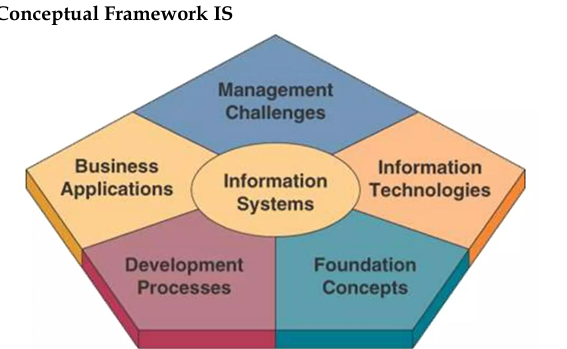 Conceptual Framework IS
Management
Challenges
Business
Applications
Information
Systems
Information
Technologies
Development
Processes
Foundation
Concepts